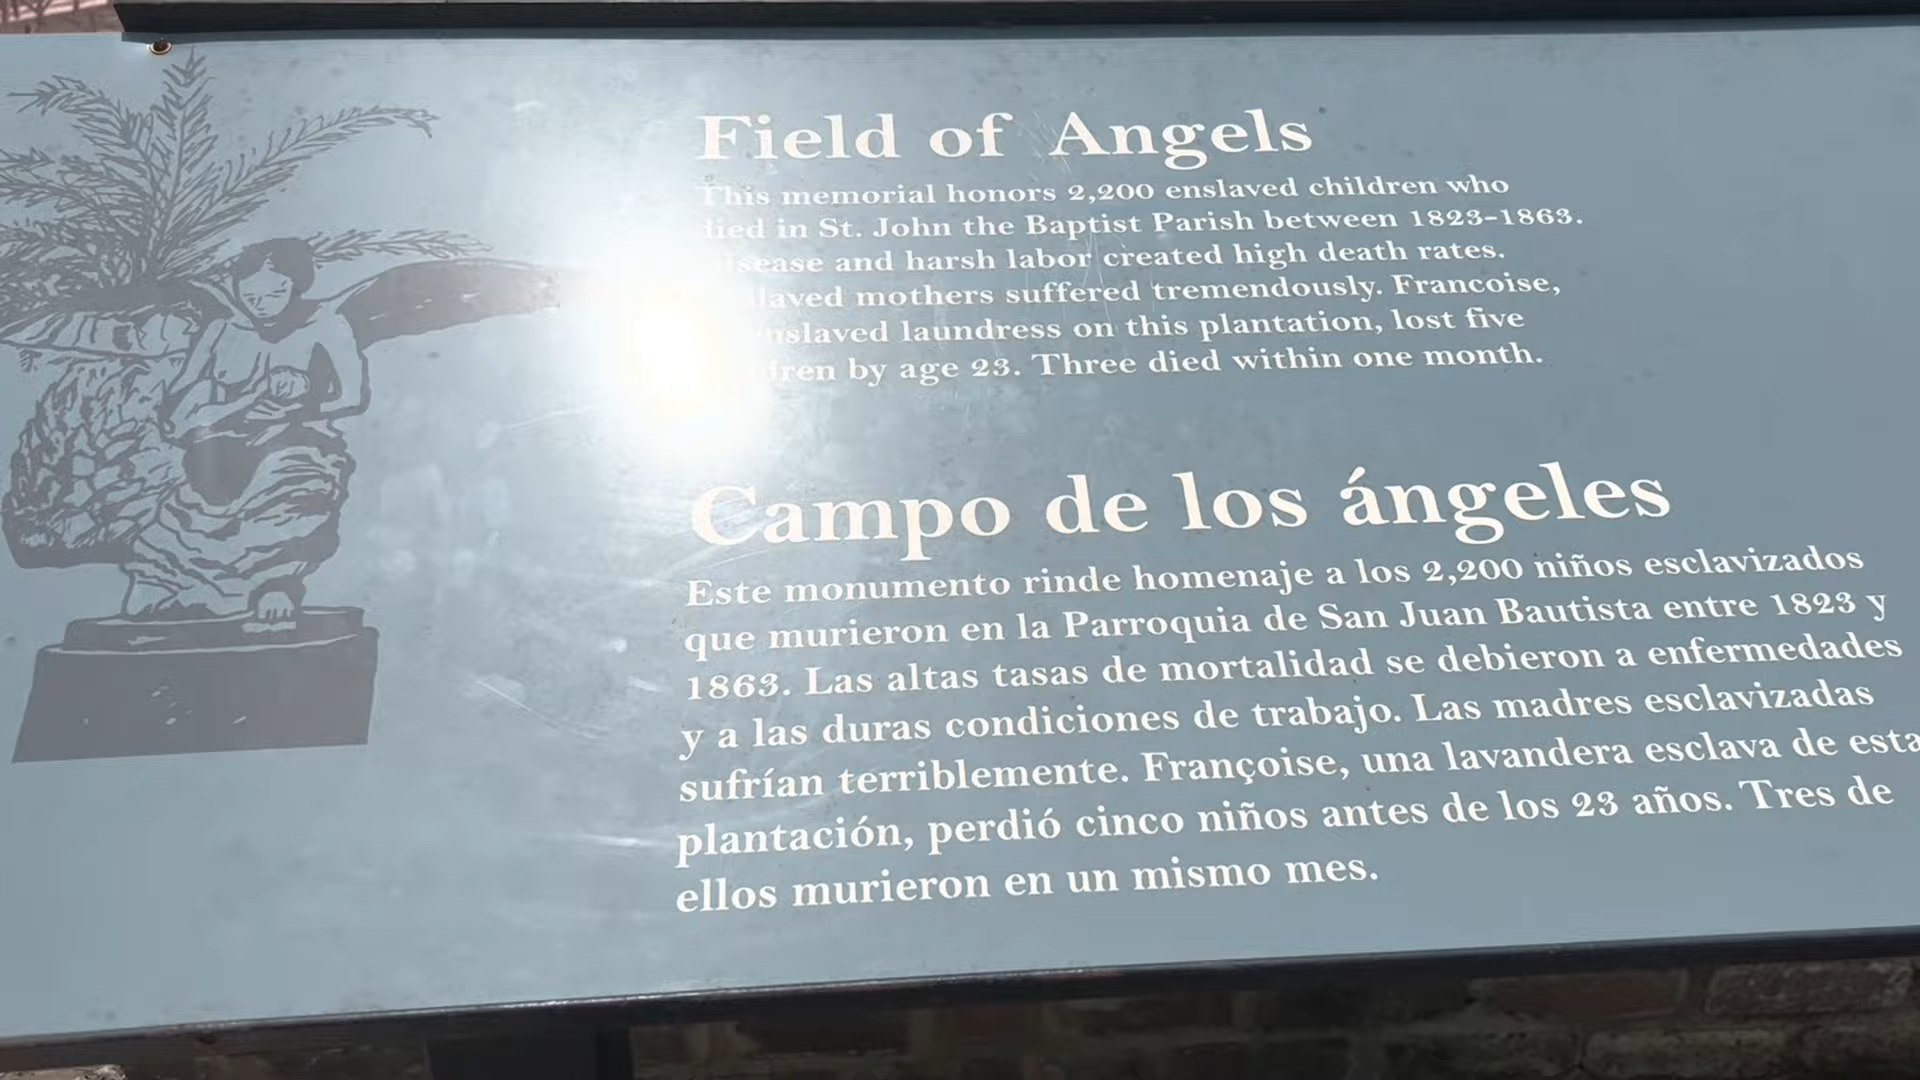 Field of Angels
This memorial honors 2,200 enslaved children who
died in St. John the Baptist Parish between 1823-1863.
and harsh labor created high death rates.
mothers suffered tremendously. Francoise,
enslaved laundress on this plantation, lost five
by age 23. Three died within one month.
Campo de los ángeles
Este monumento rinde homenaje a los 2,200 niños esclavizados
que murieron en la Parroquia de San Juan Bautista entre 1823 y
1863. Las altas tasas de mortalidad se debieron a enfermedades
y a las duras condiciones de trabajo. Las madres esclavizadas
sufrían terriblemente. Françoise, una lavandera esclava de esta
plantación, perdió cinco niños antes de los 23 años. Tres de
ellos murieron en un mismo mes.